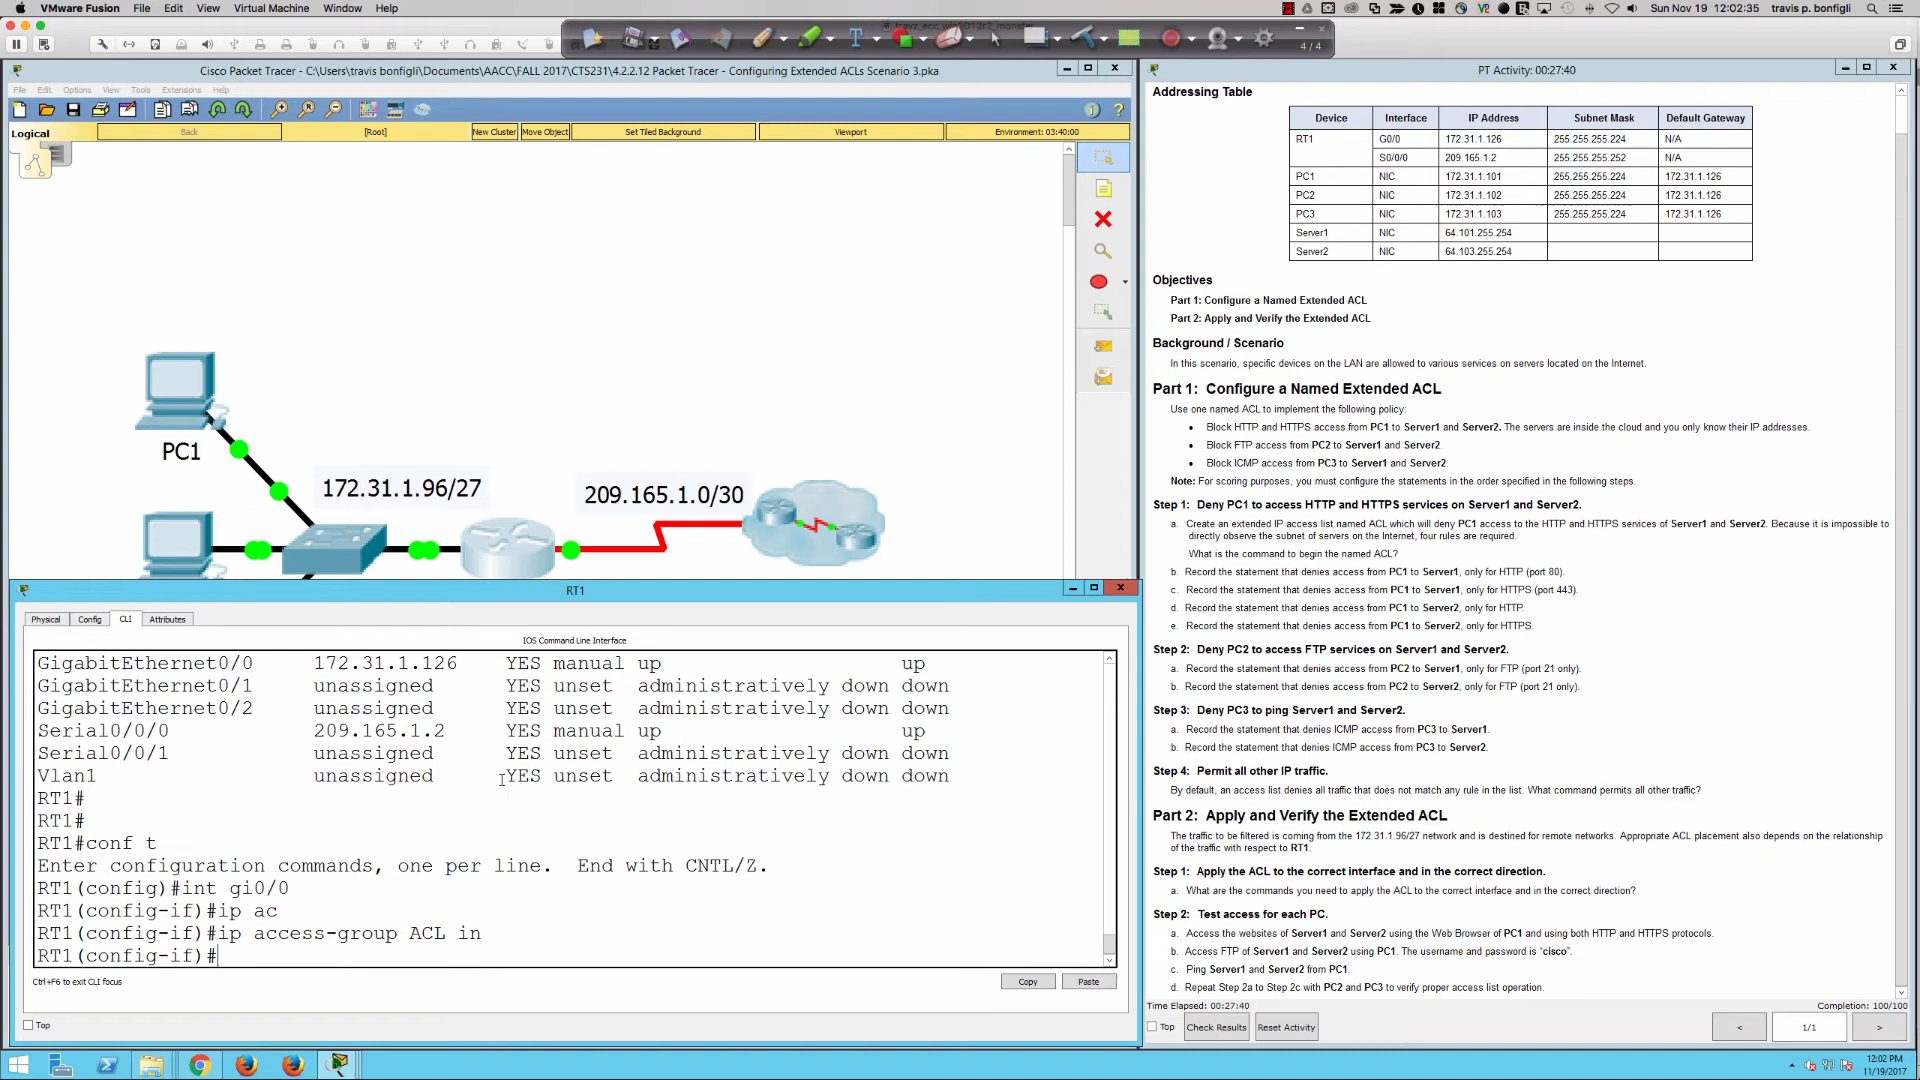 VMware Fusion File Edit View Virtual Machine Window Help
Sun Nov 19 12:02:35 travis p. bonfigli
4 / 4
Cisco Packet Tracer - C:\Users\travis bonfigli\Documents\AACC\FALL 2017\CTS231\4.2.2.12 Packet Tracer - Configuring Extended ACLs Scenario 3.pka
File Edit Options View Tools Extensions Help
Logical Back [Root] New Cluster Move Object Set Tiled Background Viewport Environment: 03:40:00
PC1
172.31.1.96/27
209.165.1.0/30
RT1
Physical Config CLI Attributes
IOS Command Line Interface
GigabitEthernet0/0 172.31.1.126 YES manual up up
GigabitEthernet0/1 unassigned YES unset administratively down down
GigabitEthernet0/2 unassigned YES unset administratively down down
Serial0/0/0 209.165.1.2 YES manual up up
Serial0/0/1 unassigned YES unset administratively down down
Vlan1 unassigned YES unset administratively down down
RT1#
RT1#
RT1#conf t
Enter configuration commands, one per line. End with CNTL/Z.
RT1(config)#int gi0/0
RT1(config-if)#ip ac
RT1(config-if)#ip access-group ACL in
RT1(config-if)#
Ctrl+F6 to exit CLI focus
Copy Paste
Top
PT Activity: 00:27:40
Addressing Table
Device Interface IP Address Subnet Mask Default Gateway
RT1 G0/0 172.31.1.126 255.255.255.224 N/A
S0/0/0 209.165.1.2 255.255.255.252 N/A
PC1 NIC 172.31.1.101 255.255.255.224 172.31.1.126
PC2 NIC 172.31.1.102 255.255.255.224 172.31.1.126
PC3 NIC 172.31.1.103 255.255.255.224 172.31.1.126
Server1 NIC 64.101.255.254
Server2 NIC 64.103.255.254
Objectives
Part 1: Configure a Named Extended ACL
Part 2: Apply and Verify the Extended ACL
Background / Scenario
In this scenario, specific devices on the LAN are allowed to various services on servers located on the Internet.
Part 1: Configure a Named Extended ACL
Use one named ACL to implement the following policy:
• Block HTTP and HTTPS access from PC1 to Server1 and Server2. The servers are inside the cloud and you only know their IP addresses.
• Block FTP access from PC2 to Server1 and Server2
• Block ICMP access from PC3 to Server1 and Server2.
Note: For scoring purposes, you must configure the statements in the order specified in the following steps.
Step 1: Deny PC1 to access HTTP and HTTPS services on Server1 and Server2.
a. Create an extended IP access list named ACL which will deny PC1 access to the HTTP and HTTPS services of Server1 and Server2. Because it is impossible to
directly observe the subnet of servers on the Internet, four rules are required.
What is the command to begin the named ACL?
b. Record the statement that denies access from PC1 to Server1, only for HTTP (port 80).
c. Record the statement that denies access from PC1 to Server1, only for HTTPS (port 443).
d. Record the statement that denies access from PC1 to Server2, only for HTTP.
e. Record the statement that denies access from PC1 to Server2, only for HTTPS.
Step 2: Deny PC2 to access FTP services on Server1 and Server2.
a. Record the statement that denies access from PC2 to Server1, only for FTP (port 21 only).
b. Record the statement that denies access from PC2 to Server2, only for FTP (port 21 only).
Step 3: Deny PC3 to ping Server1 and Server2.
a. Record the statement that denies ICMP access from PC3 to Server1.
b. Record the statement that denies ICMP access from PC3 to Server2.
Step 4: Permit all other IP traffic.
By default, an access list denies all traffic that does not match any rule in the list. What command permits all other traffic?
Part 2: Apply and Verify the Extended ACL
The traffic to be filtered is coming from the 172.31.1.96/27 network and is destined for remote networks. Appropriate ACL placement also depends on the relationship
of the traffic with respect to RT1.
Step 1: Apply the ACL to the correct interface and in the correct direction.
a. What are the commands you need to apply the ACL to the correct interface and in the correct direction?
Step 2: Test access for each PC.
a. Access the websites of Server1 and Server2 using the Web Browser of PC1 and using both HTTP and HTTPS protocols.
b. Access FTP of Server1 and Server2 using PC1. The username and password is “cisco”.
c. Ping Server1 and Server2 from PC1.
d. Repeat Step 2a to Step 2c with PC2 and PC3 to verify proper access list operation.
Time Elapsed: 00:27:40 Completion: 100/100
Top Check Results Reset Activity < 1/1 >
12:02 PM
11/19/2017